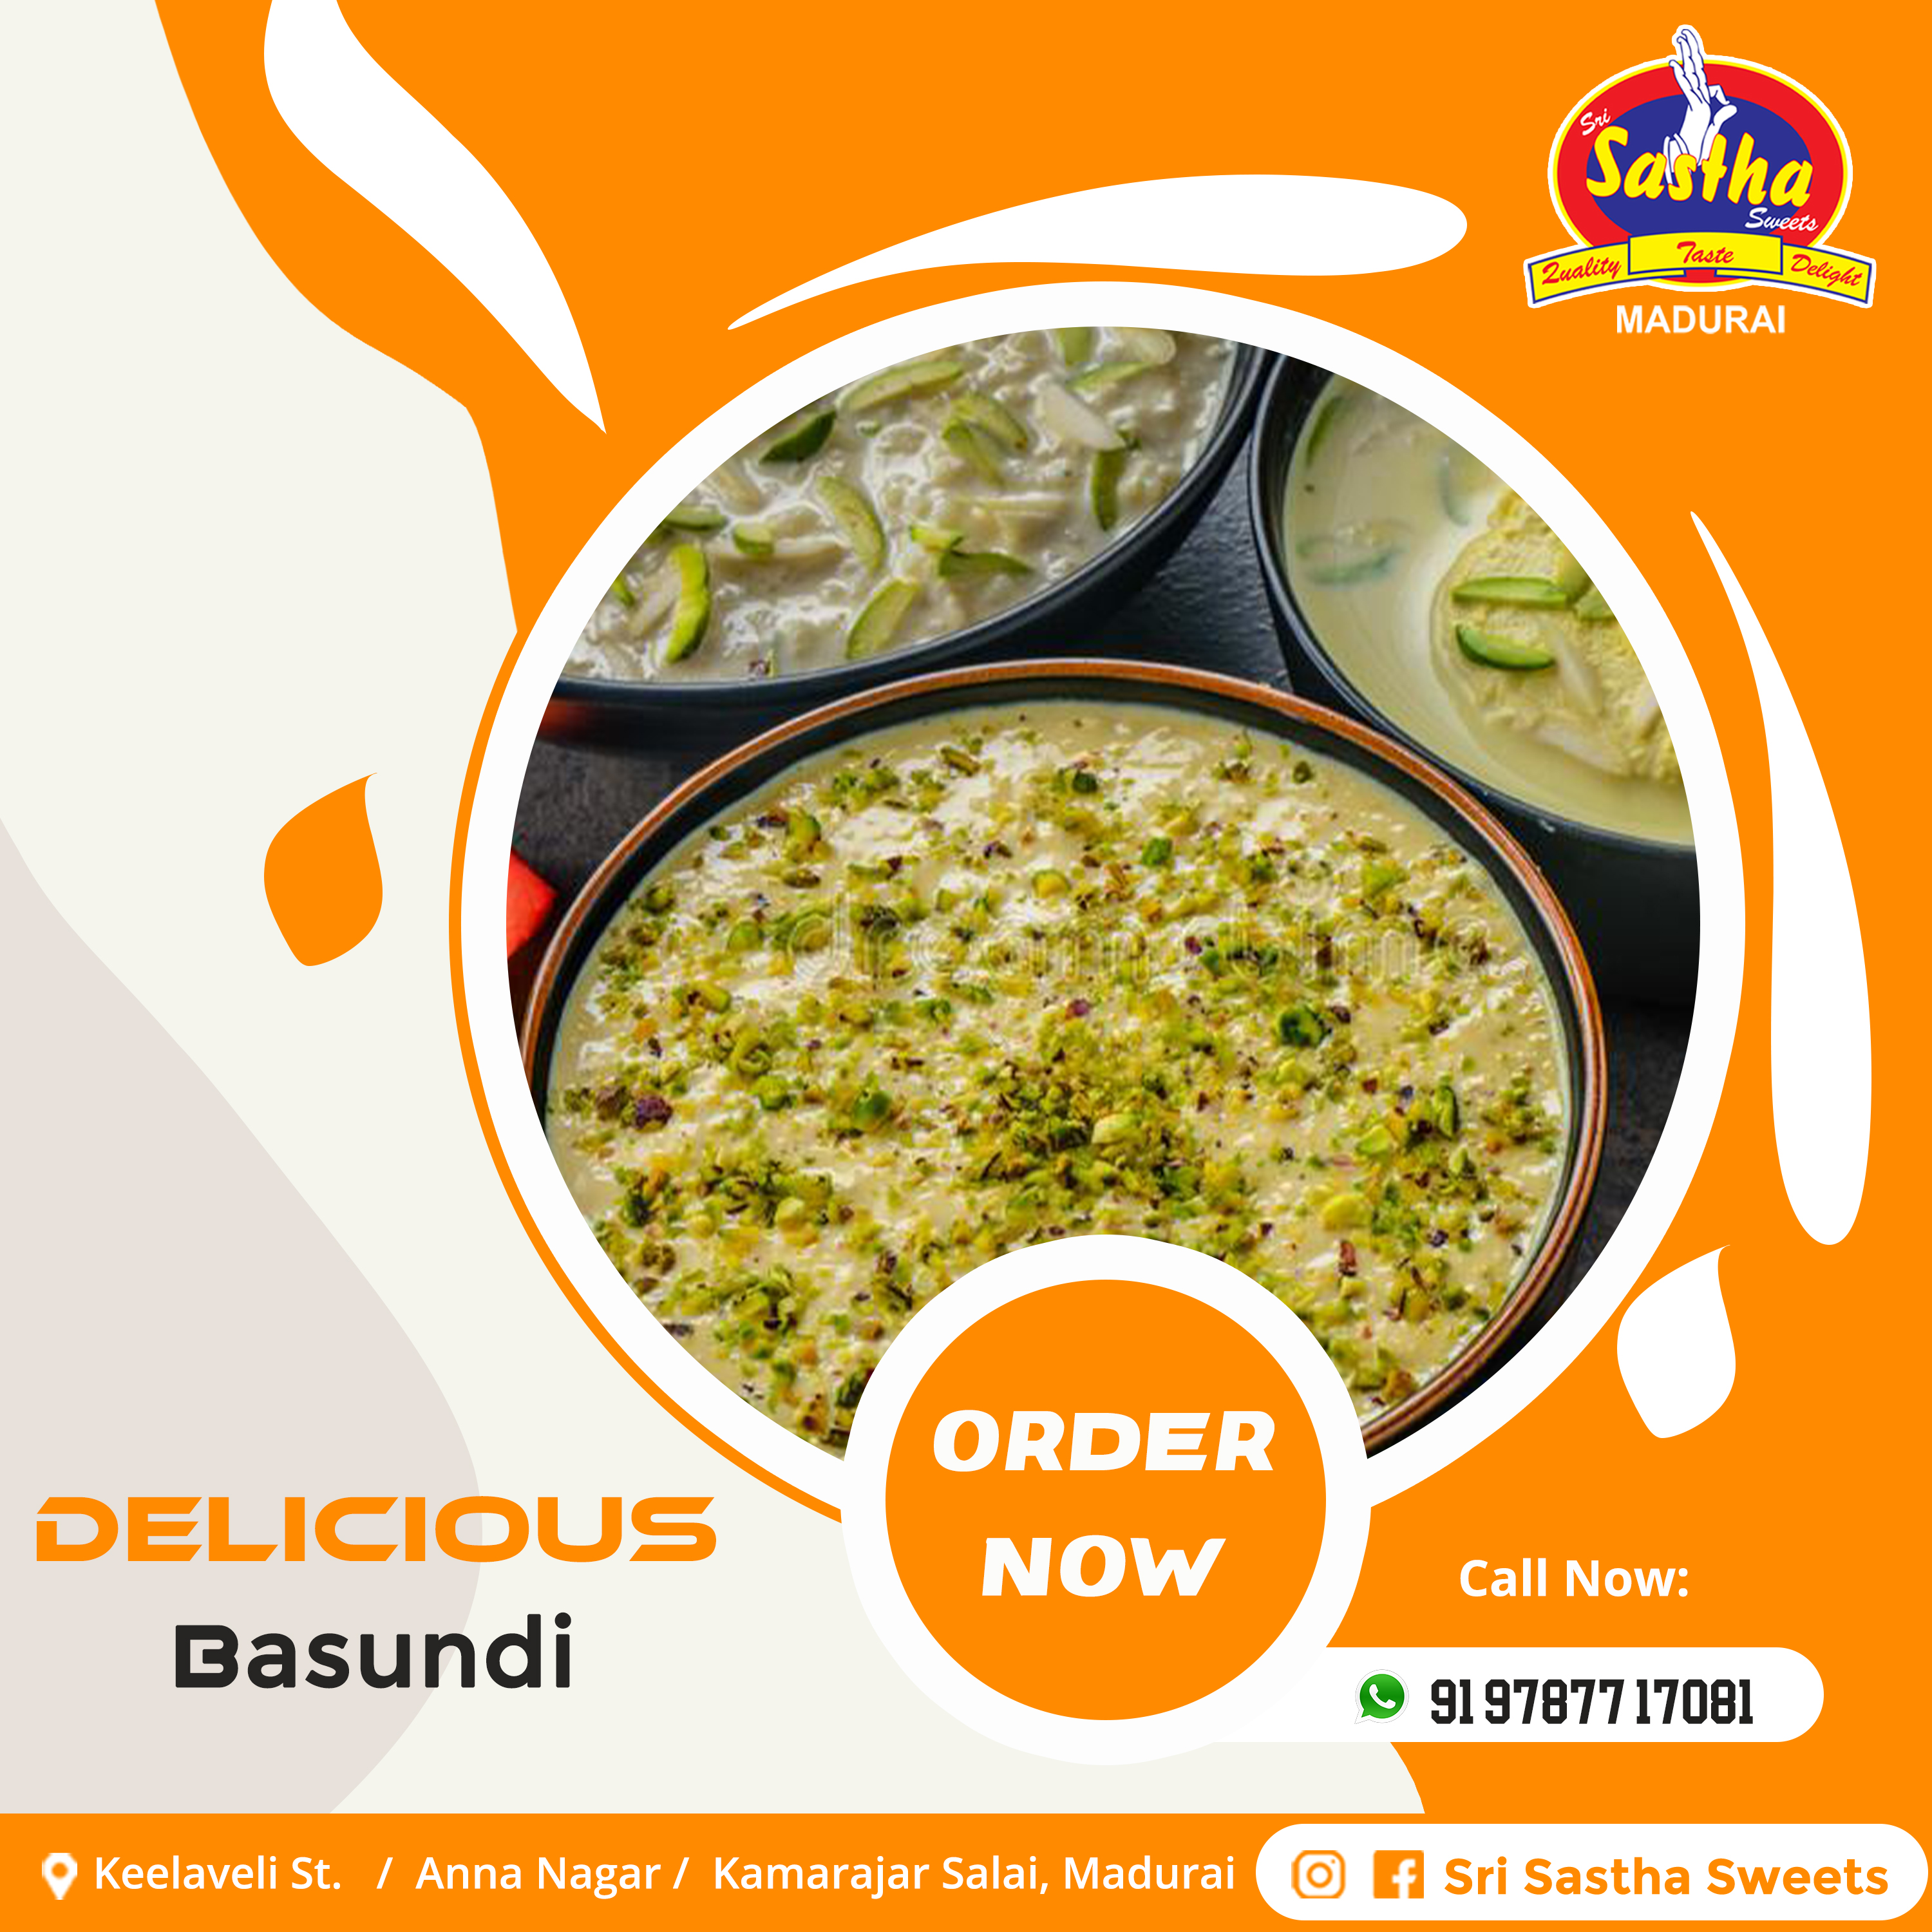 Sri
Sastha
Sweets
Quality Taste Delight
MADURAI
ORDER
NOW
DELICIOUS
Basundi
Call Now:
91 97877 17081
Keelaveli St. / Anna Nagar / Kamarajar Salai, Madurai
Sri Sastha Sweets